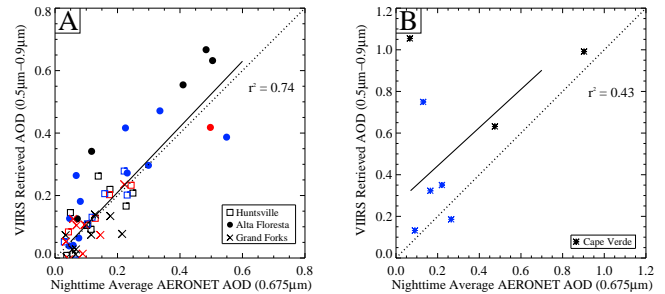 A
VIIRS Retrieved AOD (0.5μm−0.9μm)
0.8
0.6
0.4
0.2
0.0
r² = 0.74
Huntsville
Alta Floresta
Grand Forks
0.0 0.2 0.4 0.6 0.8
Nighttime Average AERONET AOD (0.675μm)
B
VIIRS Retrieved AOD (0.5μm−0.9μm)
1.2
1.0
0.8
0.6
0.4
0.2
0.0
r² = 0.43
Cape Verde
0.0 0.2 0.4 0.6 0.8 1.0 1.2
Nighttime Average AERONET AOD (0.675μm)